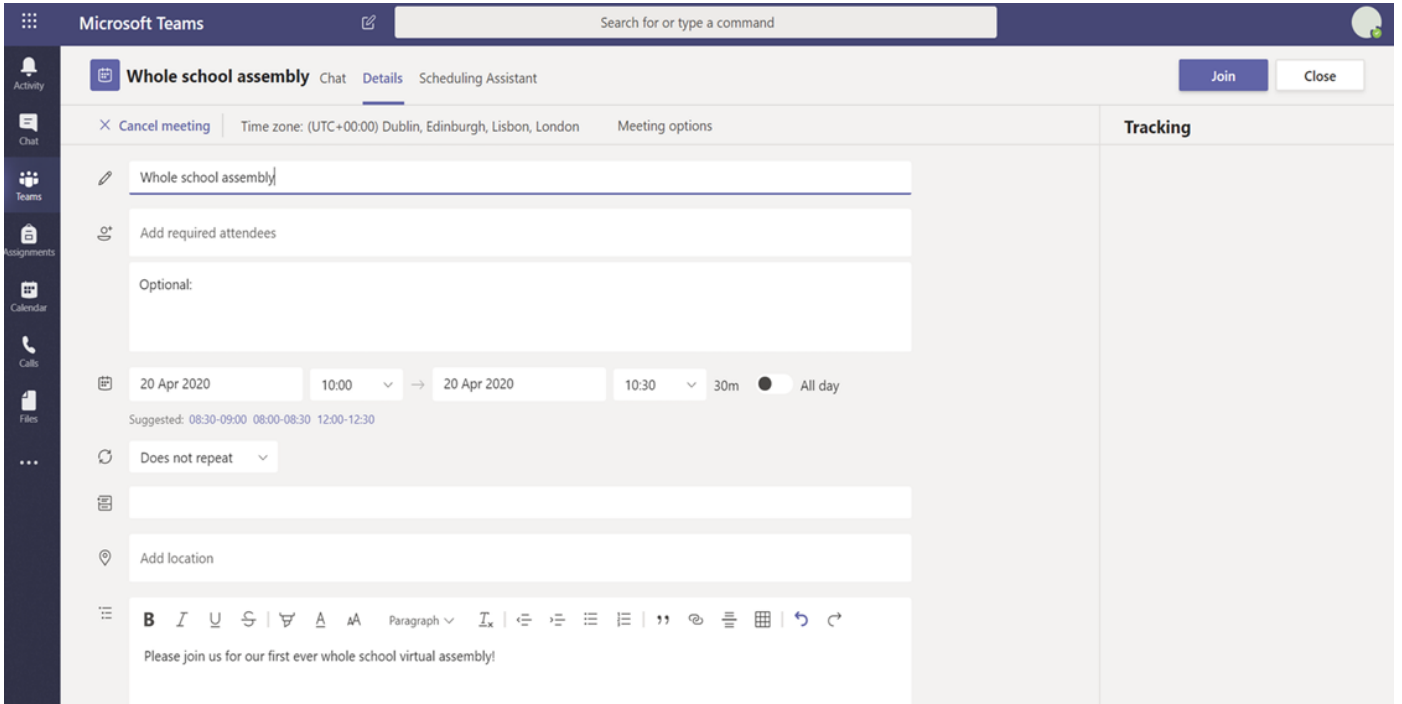 Microsoft Teams
Search for or type a command
Activity
Chat
Teams
Assignments
Calendar
Calls
Files
Whole school assembly Chat Details Scheduling Assistant
Join Close
Cancel meeting Time zone: (UTC+00:00) Dublin, Edinburgh, Lisbon, London Meeting options
Tracking
Whole school assembly
Add required attendees
Optional:
20 Apr 2020 10:00 → 20 Apr 2020 10:30 30m All day
Suggested: 08:30-09:00 08:00-08:30 12:00-12:30
Does not repeat
Add location
B I U S A AA Paragraph Ix
Please join us for our first ever whole school virtual assembly!